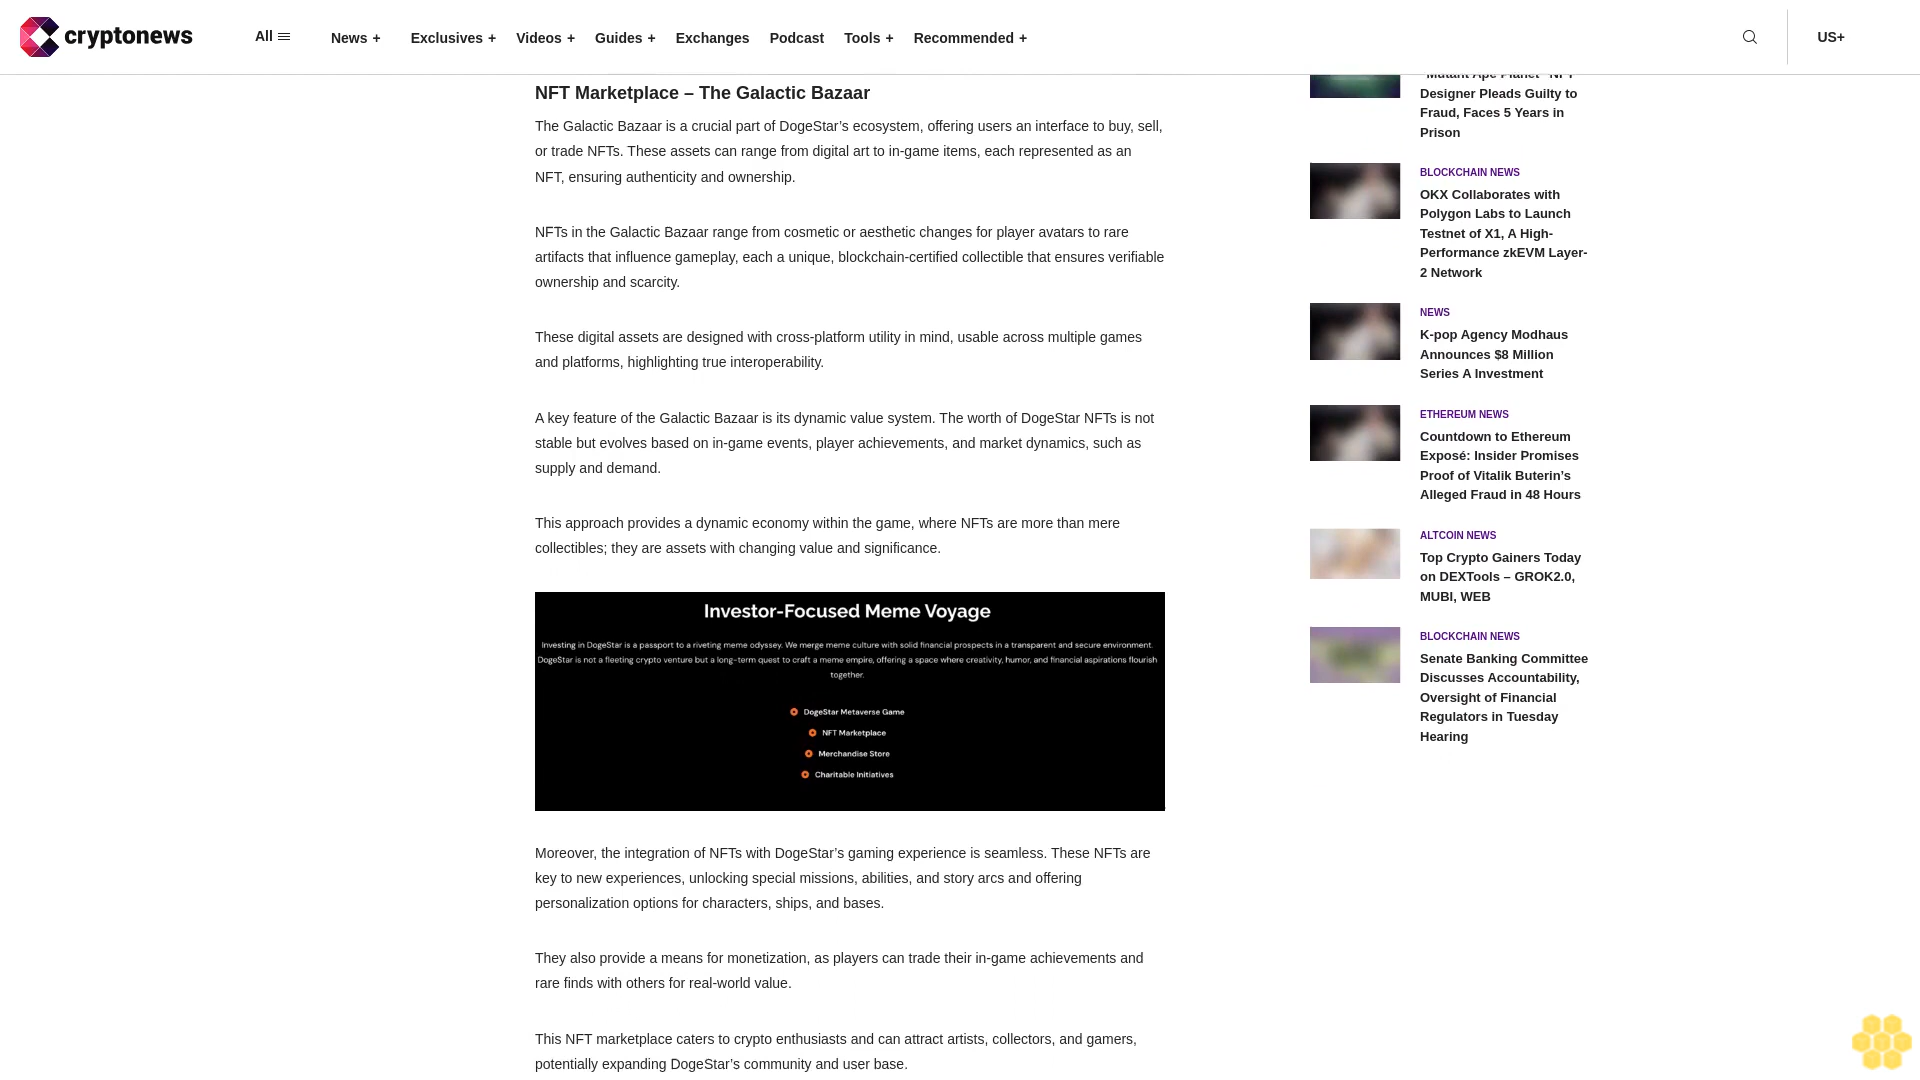 cryptonews
All
News +
Exclusives +
Videos +
Guides +
Exchanges
Podcast
Tools +
Recommended +
US+
NFT Marketplace – The Galactic Bazaar
The Galactic Bazaar is a crucial part of DogeStar’s ecosystem, offering users an interface to buy, sell,
or trade NFTs. These assets can range from digital art to in-game items, each represented as an
NFT, ensuring authenticity and ownership.
NFTs in the Galactic Bazaar range from cosmetic or aesthetic changes for player avatars to rare
artifacts that influence gameplay, each a unique, blockchain-certified collectible that ensures verifiable
ownership and scarcity.
These digital assets are designed with cross-platform utility in mind, usable across multiple games
and platforms, highlighting true interoperability.
A key feature of the Galactic Bazaar is its dynamic value system. The worth of DogeStar NFTs is not
stable but evolves based on in-game events, player achievements, and market dynamics, such as
supply and demand.
This approach provides a dynamic economy within the game, where NFTs are more than mere
collectibles; they are assets with changing value and significance.
Investor-Focused Meme Voyage
Investing in DogeStar is a passport to a riveting meme odyssey. We merge meme culture with solid financial prospects in a transparent and secure environment.
DogeStar is not a fleeting crypto venture but a long-term quest to craft a meme empire, offering a space where creativity, humor, and financial aspirations flourish
together.
DogeStar Metaverse Game
NFT Marketplace
Merchandise Store
Charitable Initiatives
Moreover, the integration of NFTs with DogeStar’s gaming experience is seamless. These NFTs are
key to new experiences, unlocking special missions, abilities, and story arcs and offering
personalization options for characters, ships, and bases.
They also provide a means for monetization, as players can trade their in-game achievements and
rare finds with others for real-world value.
This NFT marketplace caters to crypto enthusiasts and can attract artists, collectors, and gamers,
potentially expanding DogeStar’s community and user base.
“Mutant Ape Planet” NFT
Designer Pleads Guilty to
Fraud, Faces 5 Years in
Prison
BLOCKCHAIN NEWS
OKX Collaborates with
Polygon Labs to Launch
Testnet of X1, A High-
Performance zkEVM Layer-
2 Network
NEWS
K-pop Agency Modhaus
Announces $8 Million
Series A Investment
ETHEREUM NEWS
Countdown to Ethereum
Exposé: Insider Promises
Proof of Vitalik Buterin’s
Alleged Fraud in 48 Hours
ALTCOIN NEWS
Top Crypto Gainers Today
on DEXTools – GROK2.0,
MUBI, WEB
BLOCKCHAIN NEWS
Senate Banking Committee
Discusses Accountability,
Oversight of Financial
Regulators in Tuesday
Hearing